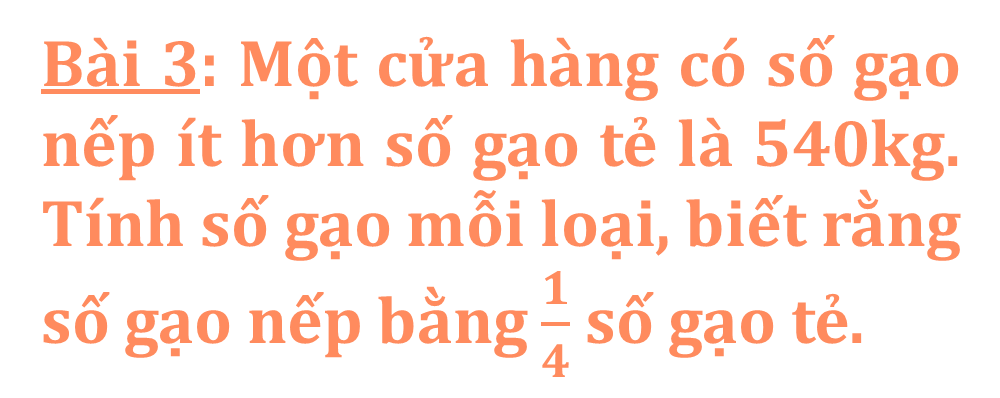 Bài 3: Một cửa hàng có số gạo
nếp ít hơn số gạo tẻ là 540kg.
Tính số gạo mỗi loại, biết rằng
số gạo nếp bằng 1/4 số gạo tẻ.